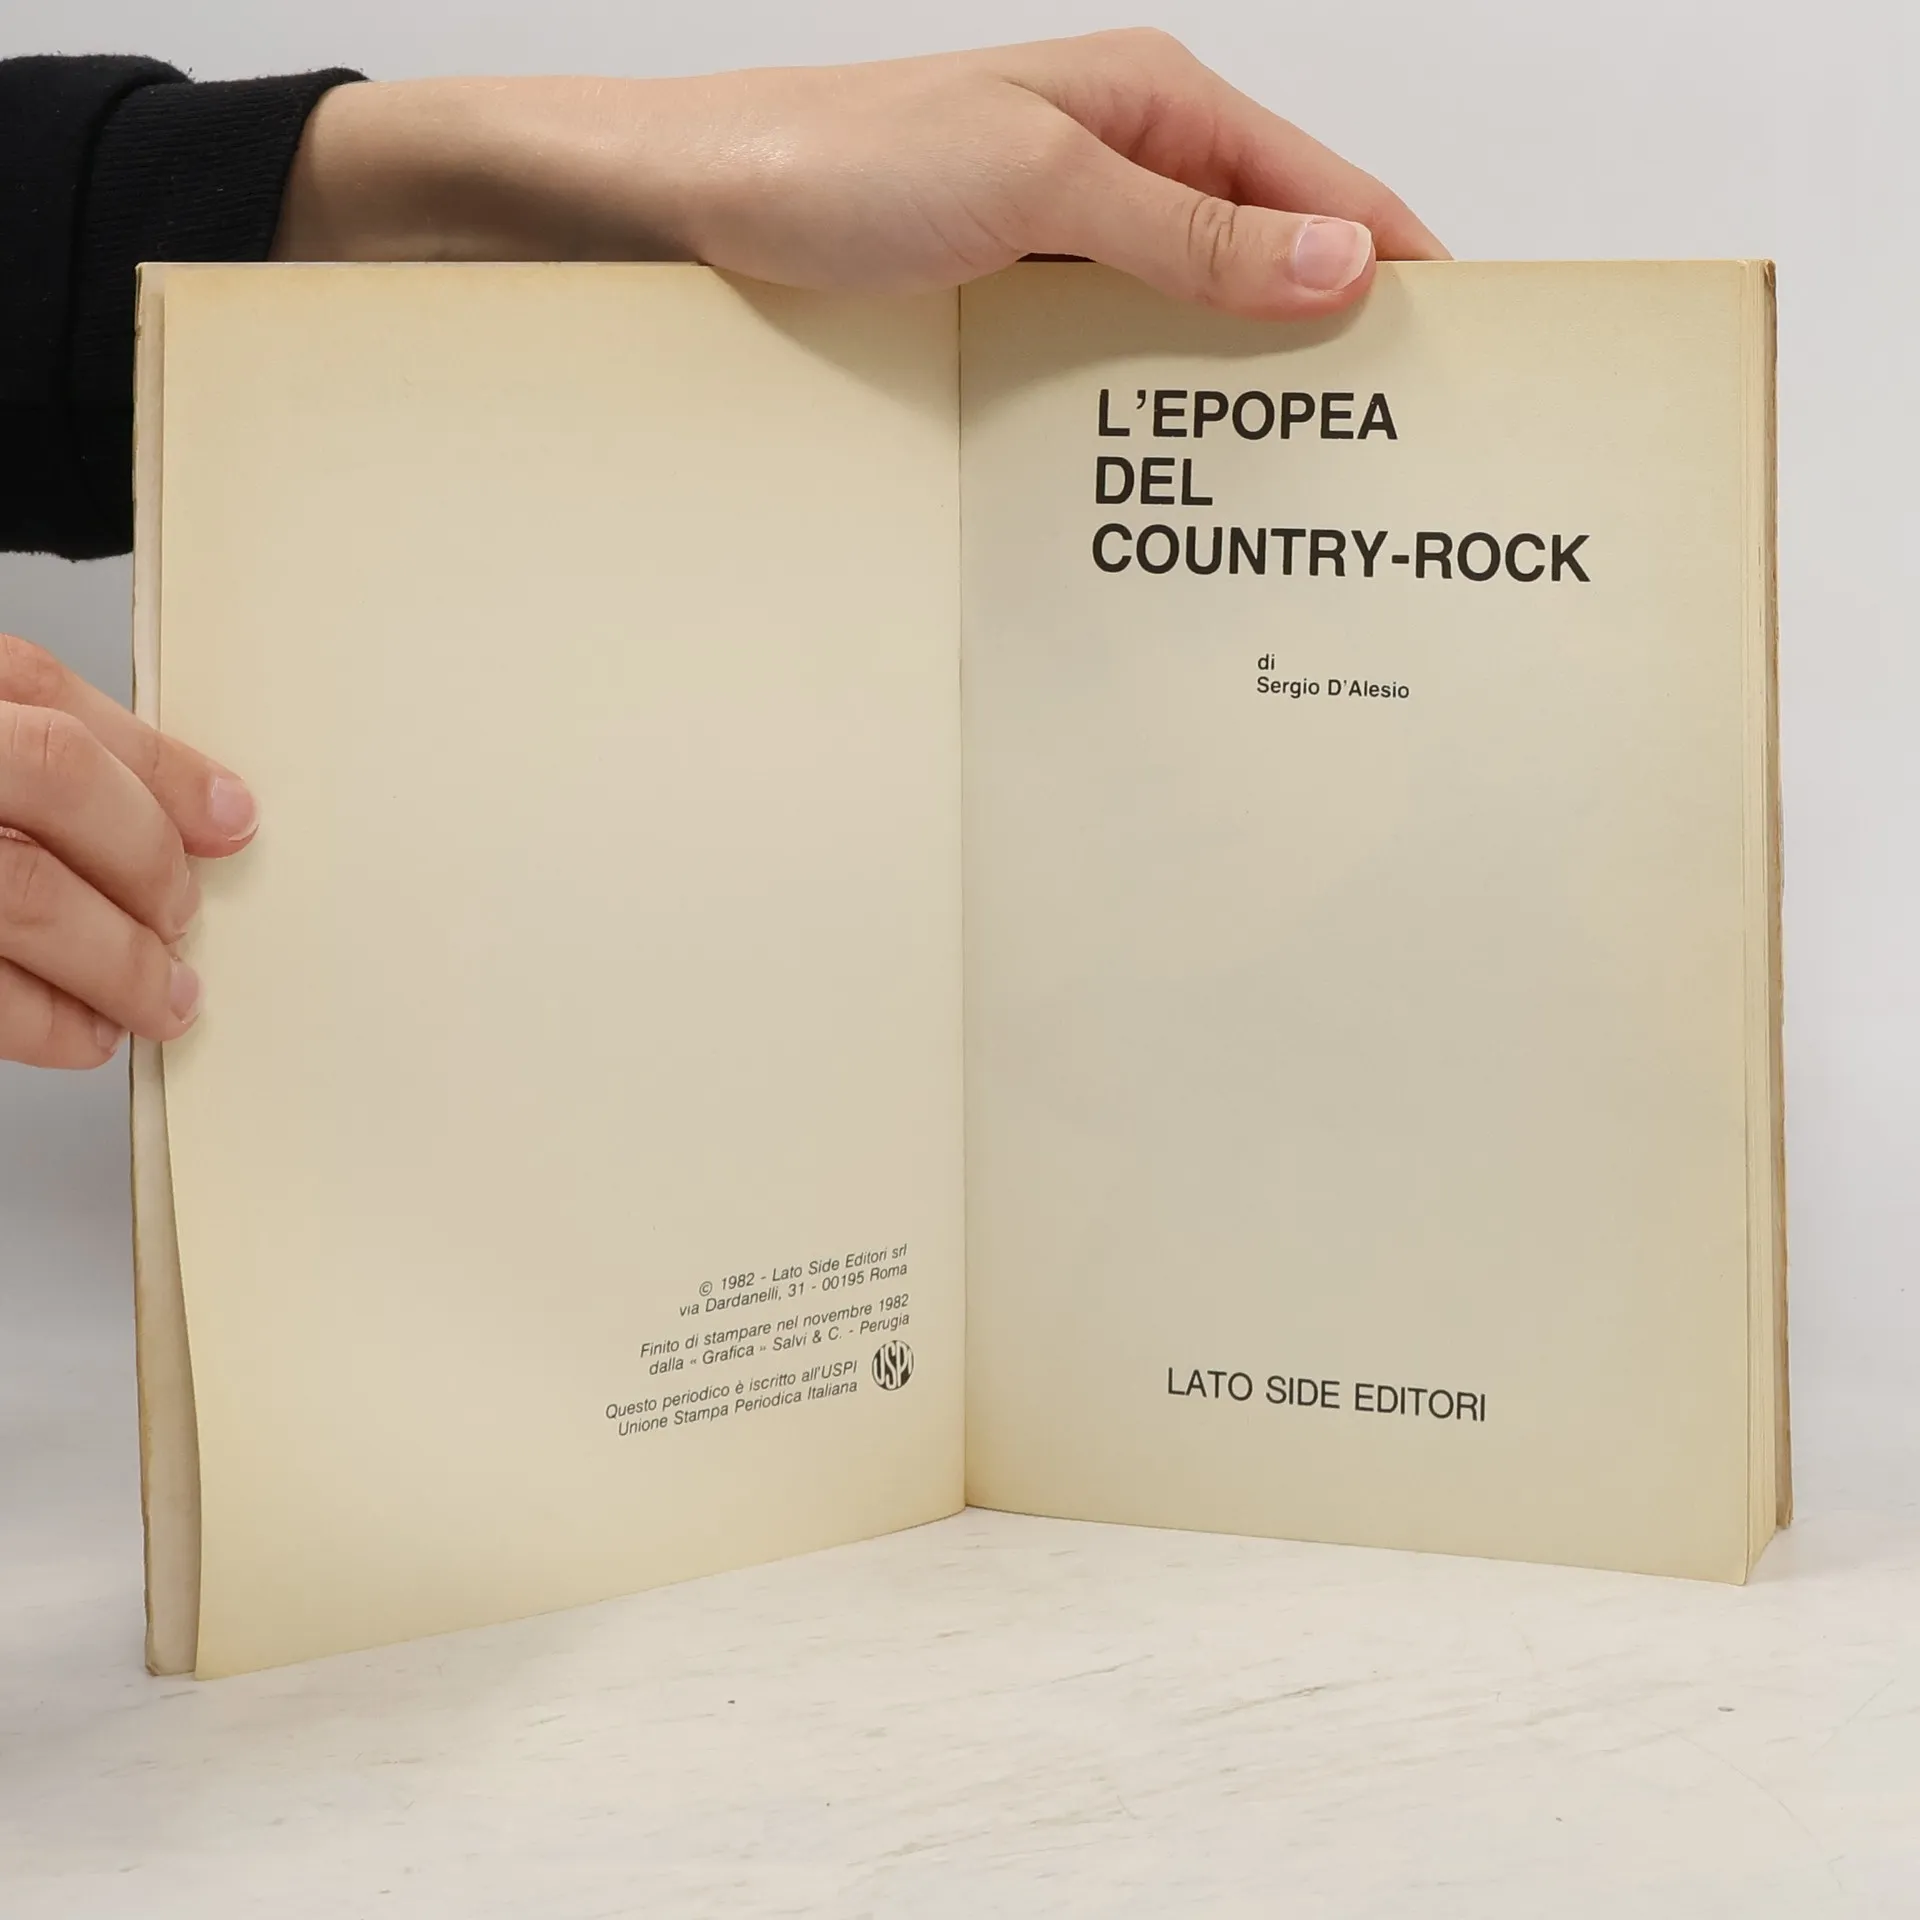 © 1982 - Lato Side Editori srl
via Dardanelli, 31 - 00195 Roma
Finito di stampare nel novembre 1982
dalla « Grafica » Salvi & C. - Perugia
Questo periodico è iscritto all'USPI
Unione Stampa Periodica Italiana
USPI
L'EPOPEA
DEL
COUNTRY-ROCK
di
Sergio D'Alesio
LATO SIDE EDITORI